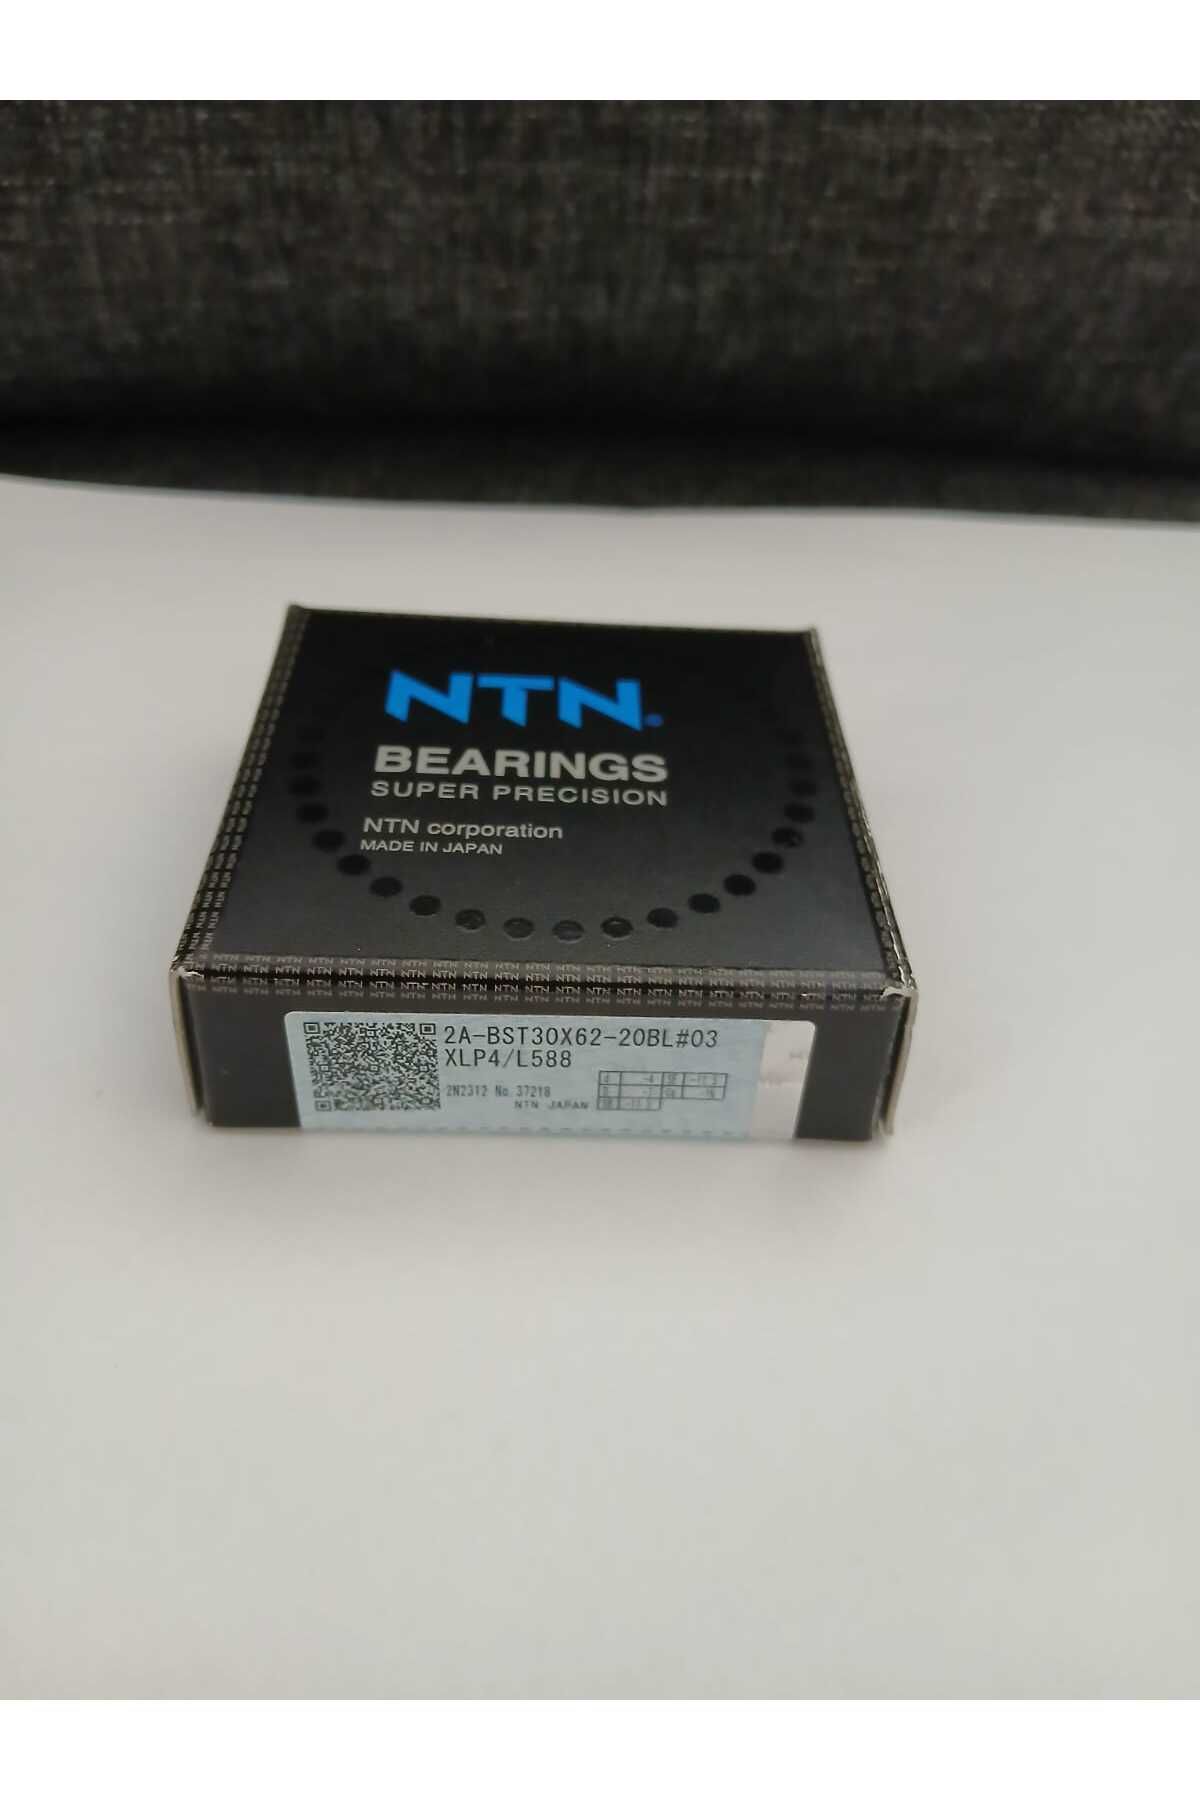 NTN
BEARINGS
SUPER PRECISION
NTN corporation
MADE IN JAPAN
2A-BST30X62-20BL#03
XLP4/L588
2N2312 No. 37218
NTN JAPAN